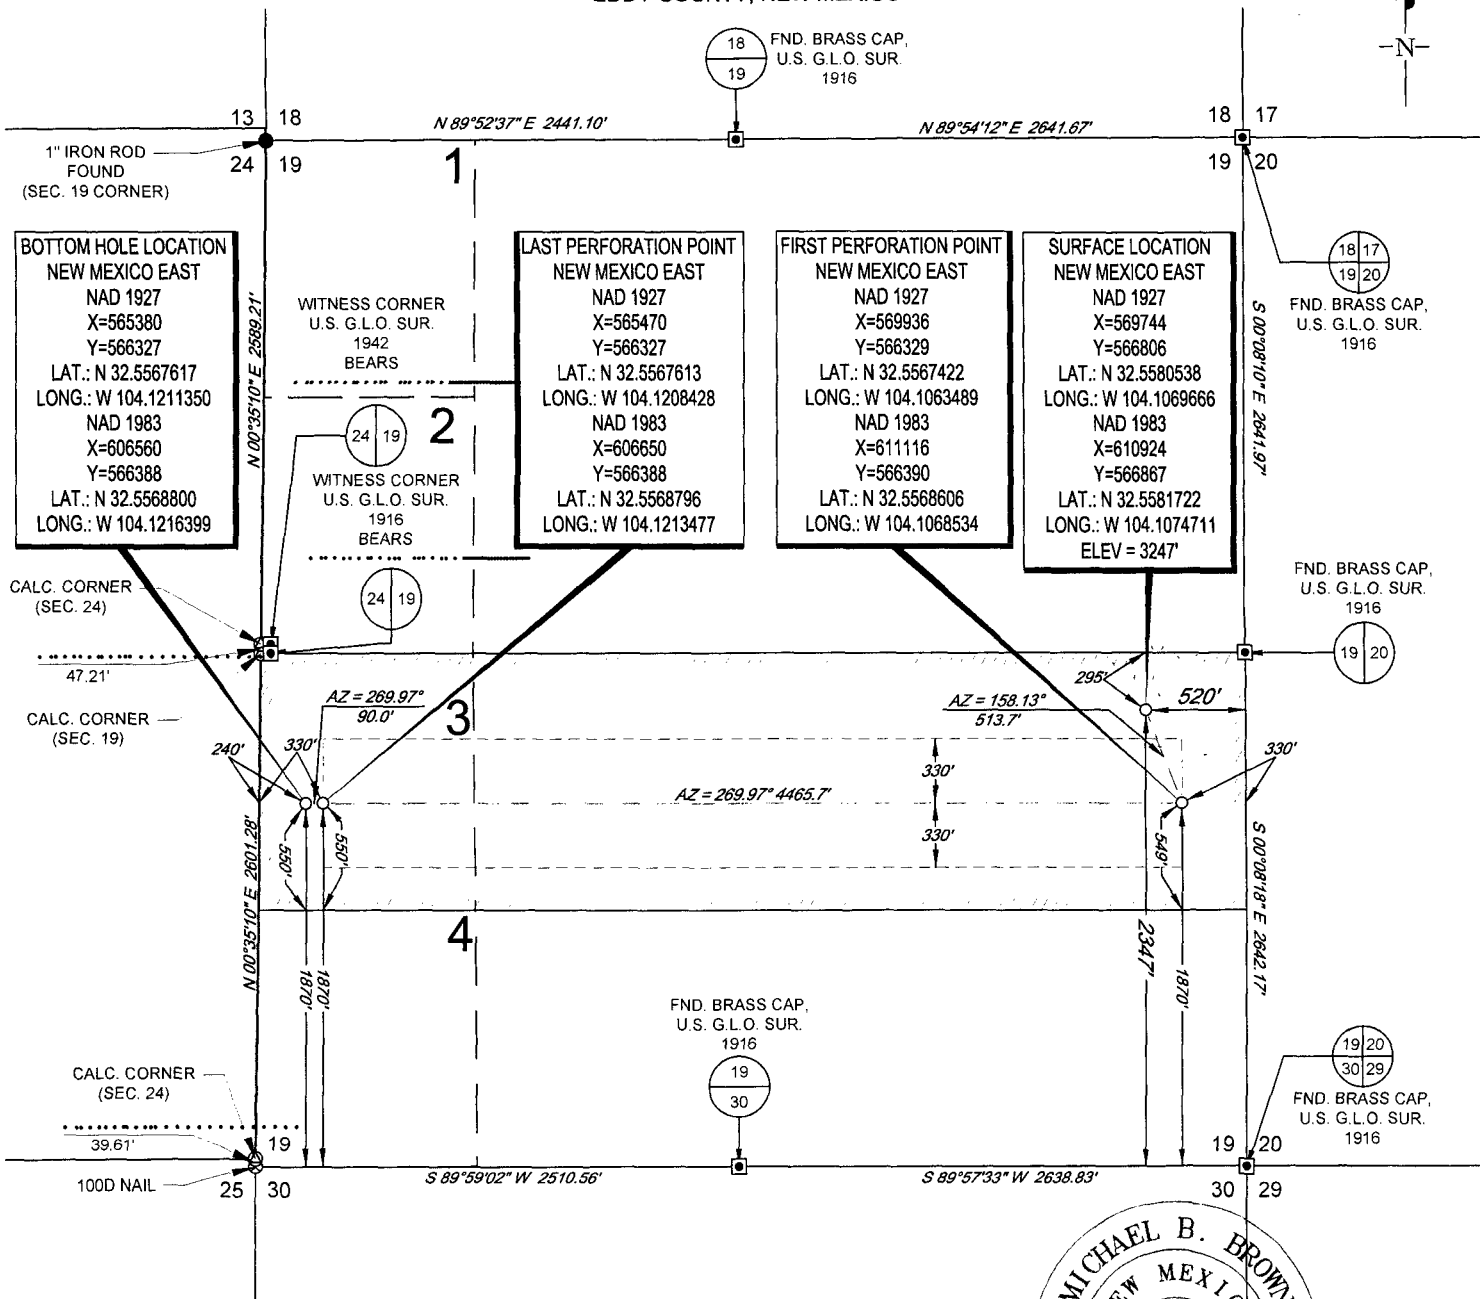 EDDY COUNTY, NEW MEXICO
-N-
18
19
FND. BRASS CAP,
U.S. G.L.O. SUR.
1916
13 18
24 19
N 89°52'37" E 2441.10'
N 89°54'12" E 2641.67'
18 17
19 20
1" IRON ROD
FOUND
(SEC. 19 CORNER)
1
BOTTOM HOLE LOCATION
NEW MEXICO EAST
NAD 1927
X=565380
Y=566327
LAT.: N 32.5567617
LONG.: W 104.1211350
NAD 1983
X=606560
Y=566388
LAT.: N 32.5568800
LONG.: W 104.1216399
N 00°35'10" E 2589.21'
WITNESS CORNER
U.S. G.L.O. SUR.
1942
BEARS
2
24 19
WITNESS CORNER
U.S. G.L.O. SUR.
1916
BEARS
24 19
LAST PERFORATION POINT
NEW MEXICO EAST
NAD 1927
X=565470
Y=566327
LAT.: N 32.5567613
LONG.: W 104.1208428
NAD 1983
X=606650
Y=566388
LAT.: N 32.5568796
LONG.: W 104.1213477
FIRST PERFORATION POINT
NEW MEXICO EAST
NAD 1927
X=569936
Y=566329
LAT.: N 32.5567422
LONG.: W 104.1063489
NAD 1983
X=611116
Y=566390
LAT.: N 32.5568606
LONG.: W 104.1068534
SURFACE LOCATION
NEW MEXICO EAST
NAD 1927
X=569744
Y=566806
LAT.: N 32.5580538
LONG.: W 104.1069666
NAD 1983
X=610924
Y=566867
LAT.: N 32.5581722
LONG.: W 104.1074711
ELEV = 3247'
S 00°08'10" E 2641.97'
18 17
19 20
FND. BRASS CAP,
U.S. G.L.O. SUR.
1916
FND. BRASS CAP,
U.S. G.L.O. SUR.
1916
19 20
CALC. CORNER
(SEC. 24)
47.21'
CALC. CORNER
(SEC. 19)
240'
330'
AZ = 269.97°
90.0'
3
AZ = 158.13°
513.7'
295'
520'
330'
330'
AZ = 269.97° 4465.7'
330'
550'
550'
549'
N 00°35'10" E 2601.28'
S 00°08'18" E 2642.17'
4
1870'
1870'
2347'
1870'
FND. BRASS CAP,
U.S. G.L.O. SUR.
1916
19
30
CALC. CORNER
(SEC. 24)
39.61'
19
100D NAIL
25 30
S 89°59'02" W 2510.56'
S 89°57'33" W 2638.83'
19 20
30 29
19 20
30 29
FND. BRASS CAP,
U.S. G.L.O. SUR.
1916
MICHAEL B. BROWN
NEW MEXICO